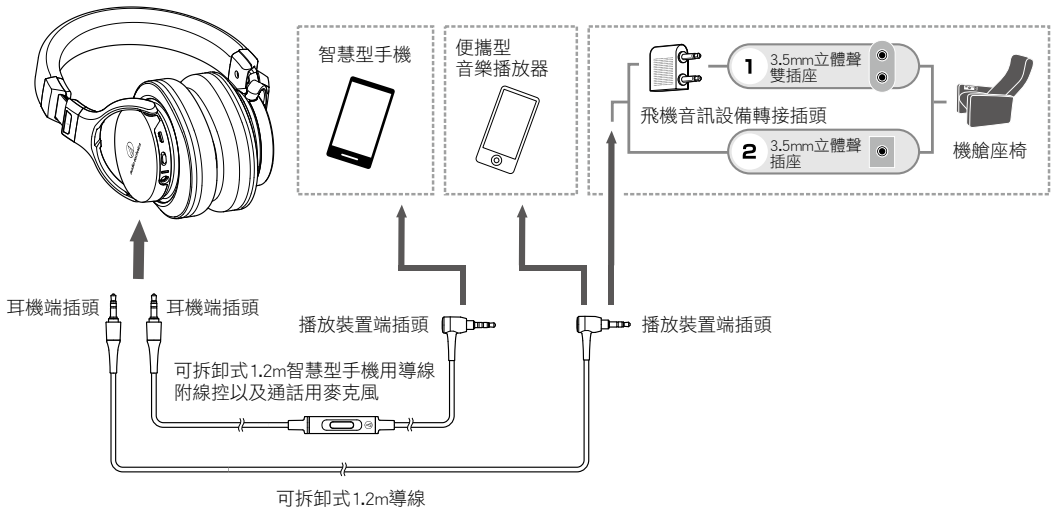 智慧型手機
便攜型
音樂播放器
1
3.5mm立體聲
雙插座
飛機音訊設備轉接插頭
2
3.5mm立體聲
插座
機艙座椅
audio-technica
耳機端插頭
耳機端插頭
播放裝置端插頭
播放裝置端插頭
可拆卸式1.2m智慧型手機用導線
附線控以及通話用麥克風
可拆卸式1.2m導線